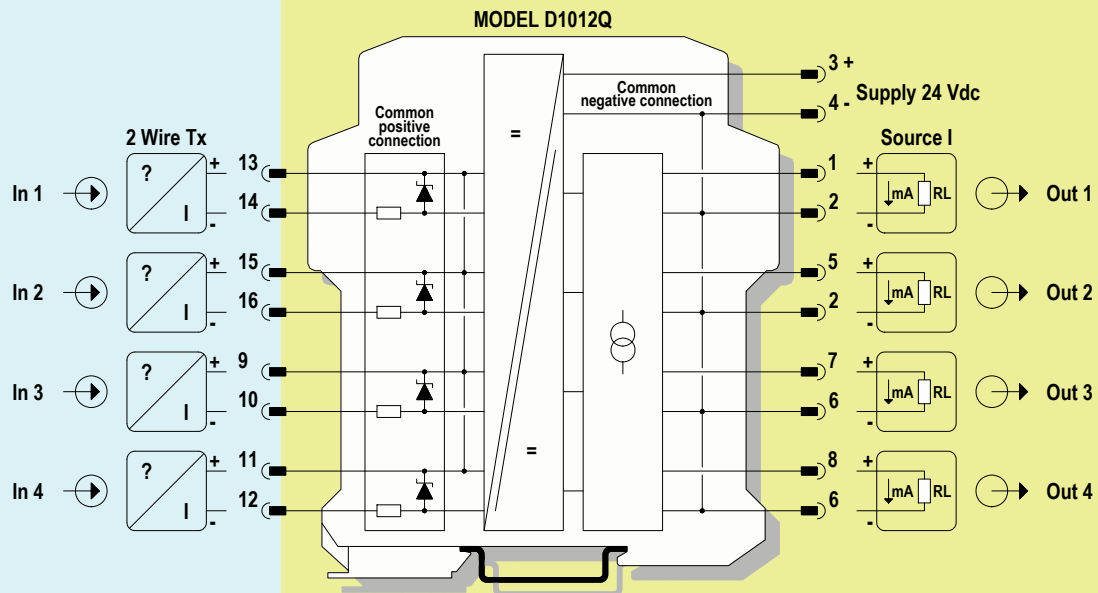 MODEL D1012Q
3 +
Common
negative connection
4 -
Supply 24 Vdc
Common
positive
connection
=
2 Wire Tx
Source I
In 1
?
I
+
-
13
14
1
2
+
-
mA
RL
Out 1
In 2
?
I
+
-
15
16
5
2
+
-
mA
RL
Out 2
In 3
?
I
+
-
9
10
7
6
+
-
mA
RL
Out 3
=
In 4
?
I
+
-
11
12
8
6
+
-
mA
RL
Out 4